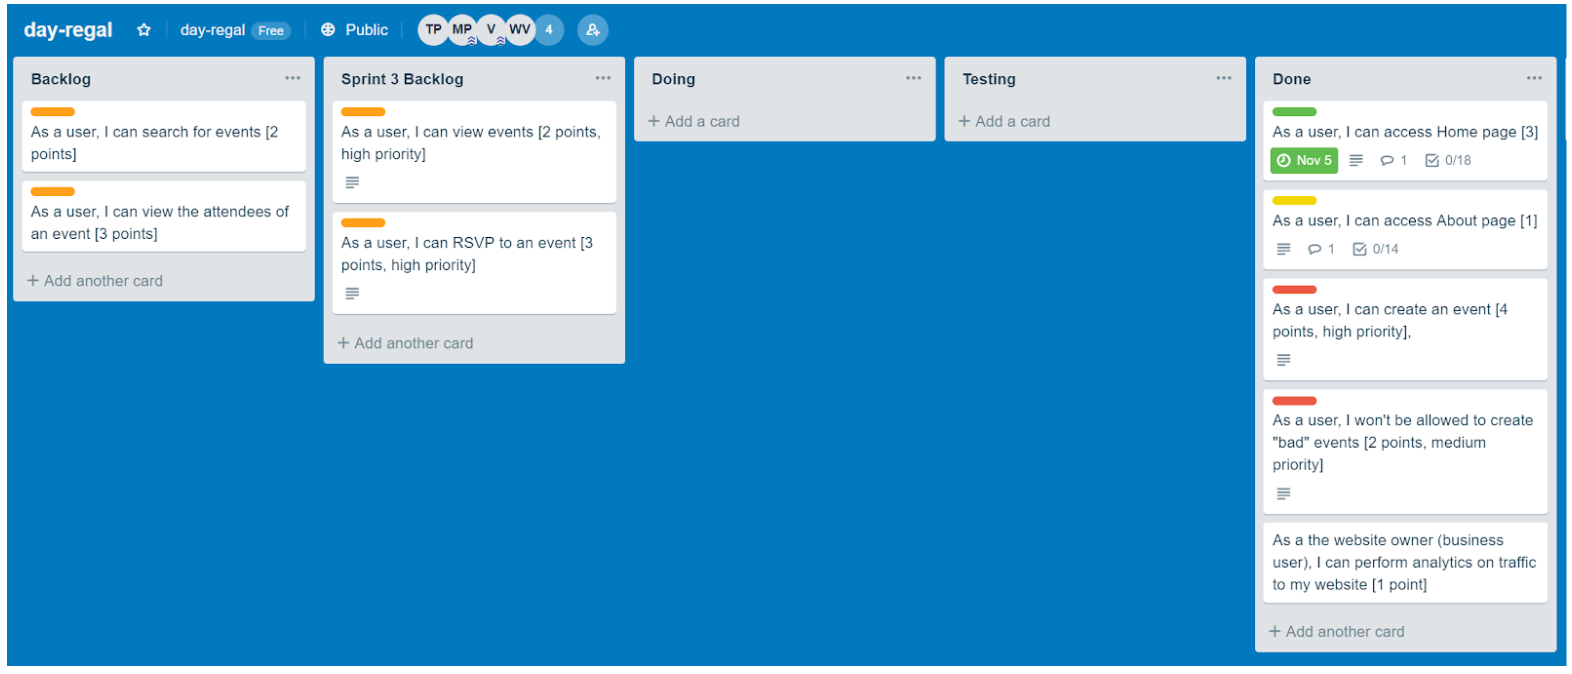 day-regal
day-regal Free
Public
TP MP V WV 4
Backlog
As a user, I can search for events [2
points]
As a user, I can view the attendees of
an event [3 points]
+ Add another card
Sprint 3 Backlog
As a user, I can view events [2 points,
high priority]
As a user, I can RSVP to an event [3
points, high priority]
+ Add another card
Doing
+ Add a card
Testing
+ Add a card
Done
As a user, I can access Home page [3]
Nov 5 1 0/18
As a user, I can access About page [1]
1 0/14
As a user, I can create an event [4
points, high priority],
As a user, I won't be allowed to create
"bad" events [2 points, medium
priority]
As a the website owner (business
user), I can perform analytics on traffic
to my website [1 point]
+ Add another card